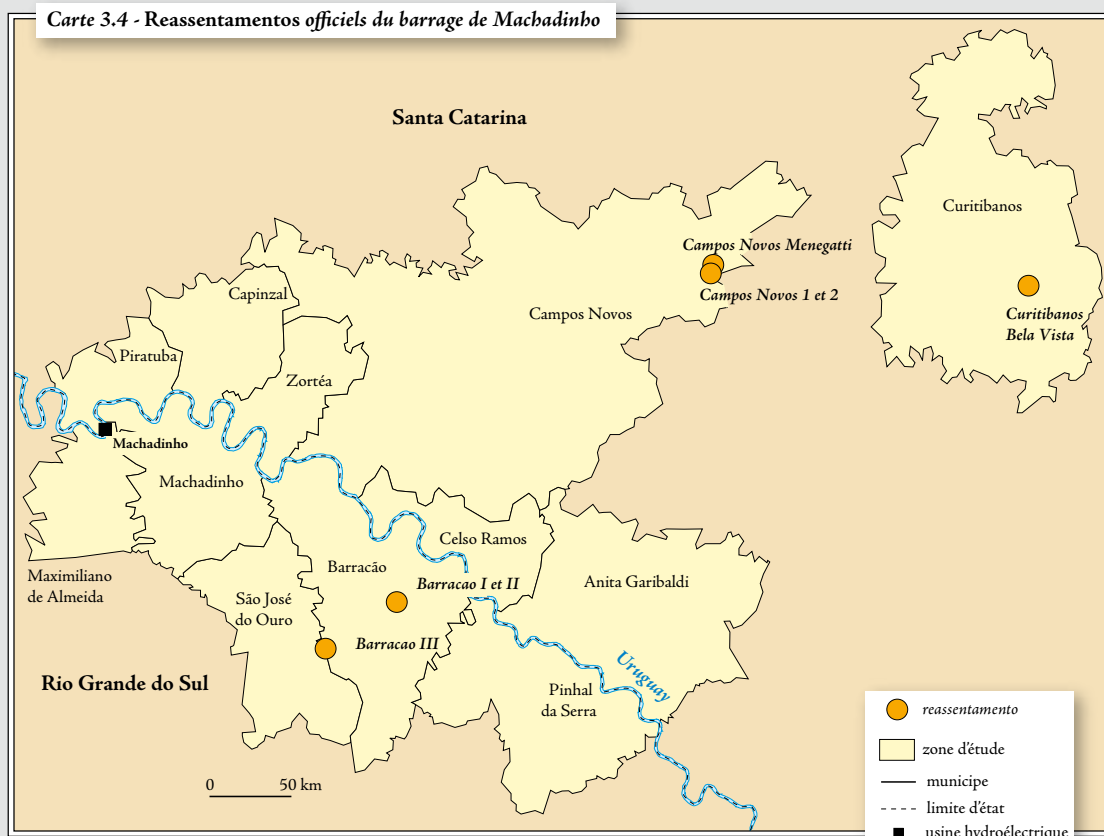 Carte 3.4 - Reassentamentos officiels du barrage de Machadinho
Santa Catarina
Curitibanos
Campos Novos Menegatti
Capinzal
Campos Novos 1 et 2
Campos Novos
Curitibanos
Bela Vista
Piratuba
Zortéa
Machadinho
Machadinho
Celso Ramos
Barracão
Maximiliano
de Almeida
Barracao I et II
Anita Garibaldi
São José
do Ouro
Barracao III
Uruguay
Rio Grande do Sul
Pinhal
da Serra
reassentamento
zone d'étude
0 50 km
municipe
limite d'état
usine hydroélectrique